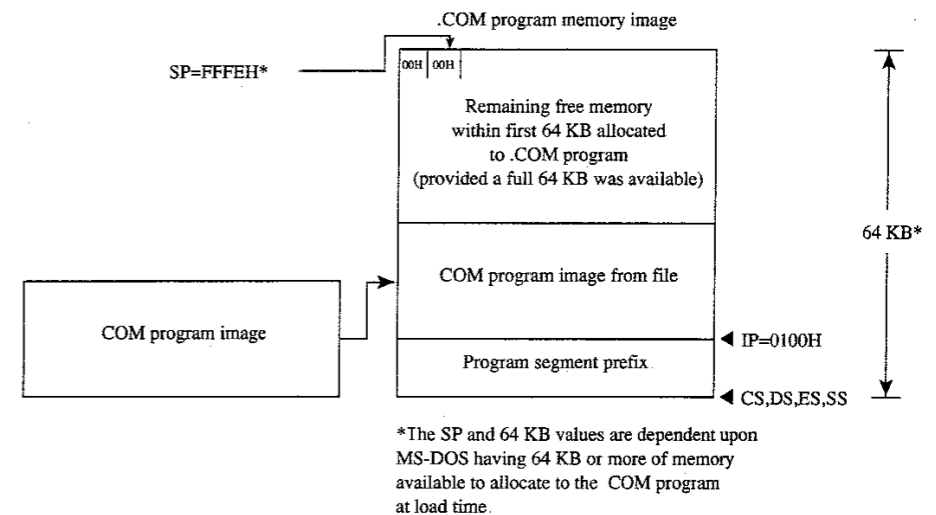 .COM program memory image
SP=FFFEH*
00H 00H
Remaining free memory
within first 64 KB allocated
to .COM program
(provided a full 64 KB was available)
64 KB*
COM program image from file
COM program image
IP=0100H
Program segment prefix
CS,DS,ES,SS
*The SP and 64 KB values are dependent upon
MS-DOS having 64 KB or more of memory
available to allocate to the COM program
at load time.